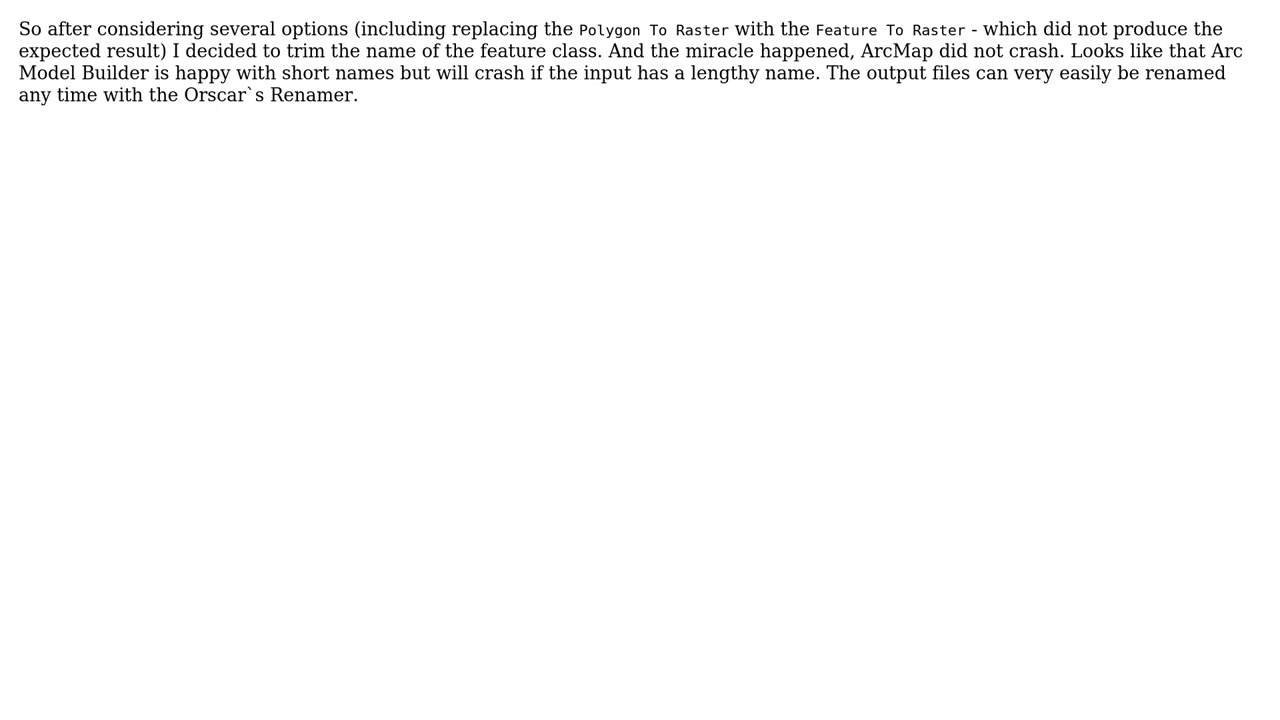 So after considering several options (including replacing the Polygon To Raster with the Feature To Raster - which did not produce the
expected result) I decided to trim the name of the feature class. And the miracle happened, ArcMap did not crash. Looks like that Arc
Model Builder is happy with short names but will crash if the input has a lengthy name. The output files can very easily be renamed
any time with the Orscar`s Renamer.